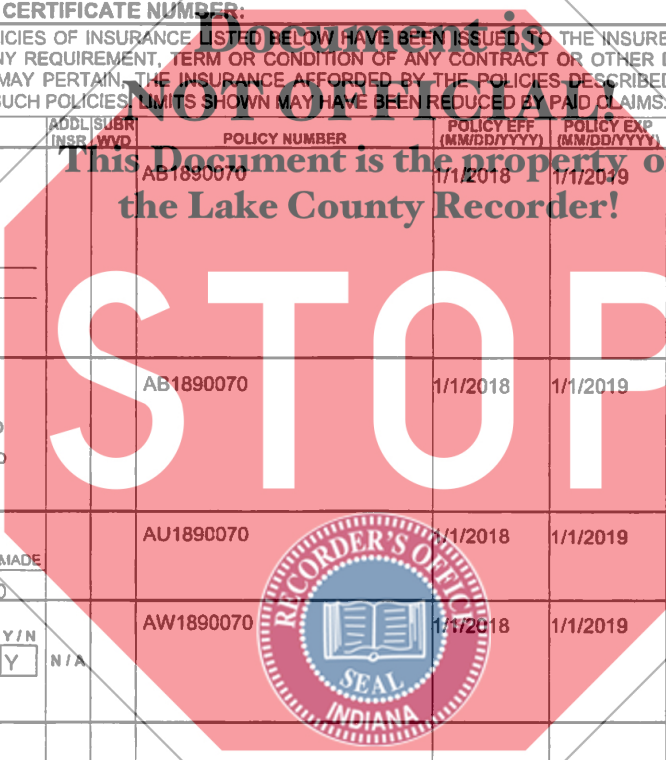 CERTIFICATE NUMBER:
Document is
ICIES OF INSURANCE LISTED BELOW HAVE BEEN ISSUED TO THE INSURE
NY REQUIREMENT, TERM OR CONDITION OF ANY CONTRACT OR OTHER D
MAY PERTAIN, THE INSURANCE AFFORDED BY THE POLICIES DESCRIBED
NOT OFFICIAL!
SUCH POLICIES. LIMITS SHOWN MAY HAVE BEEN REDUCED BY PAID CLAIMS.
ADDL SUBR POLICY EFF POLICY EXP
INSR WVD POLICY NUMBER (MM/DD/YYYY) (MM/DD/YYYY)
This Document is the property o
AB1890070 1/1/2018 1/1/2019
the Lake County Recorder!
STOP
AB1890070 1/1/2018 1/1/2019
AU1890070 1/1/2018 1/1/2019
MADE
RECORDER'S OFFICE
AW1890070 1/1/2018 1/1/2019
Y/N
Y N/A
SEAL
INDIANA